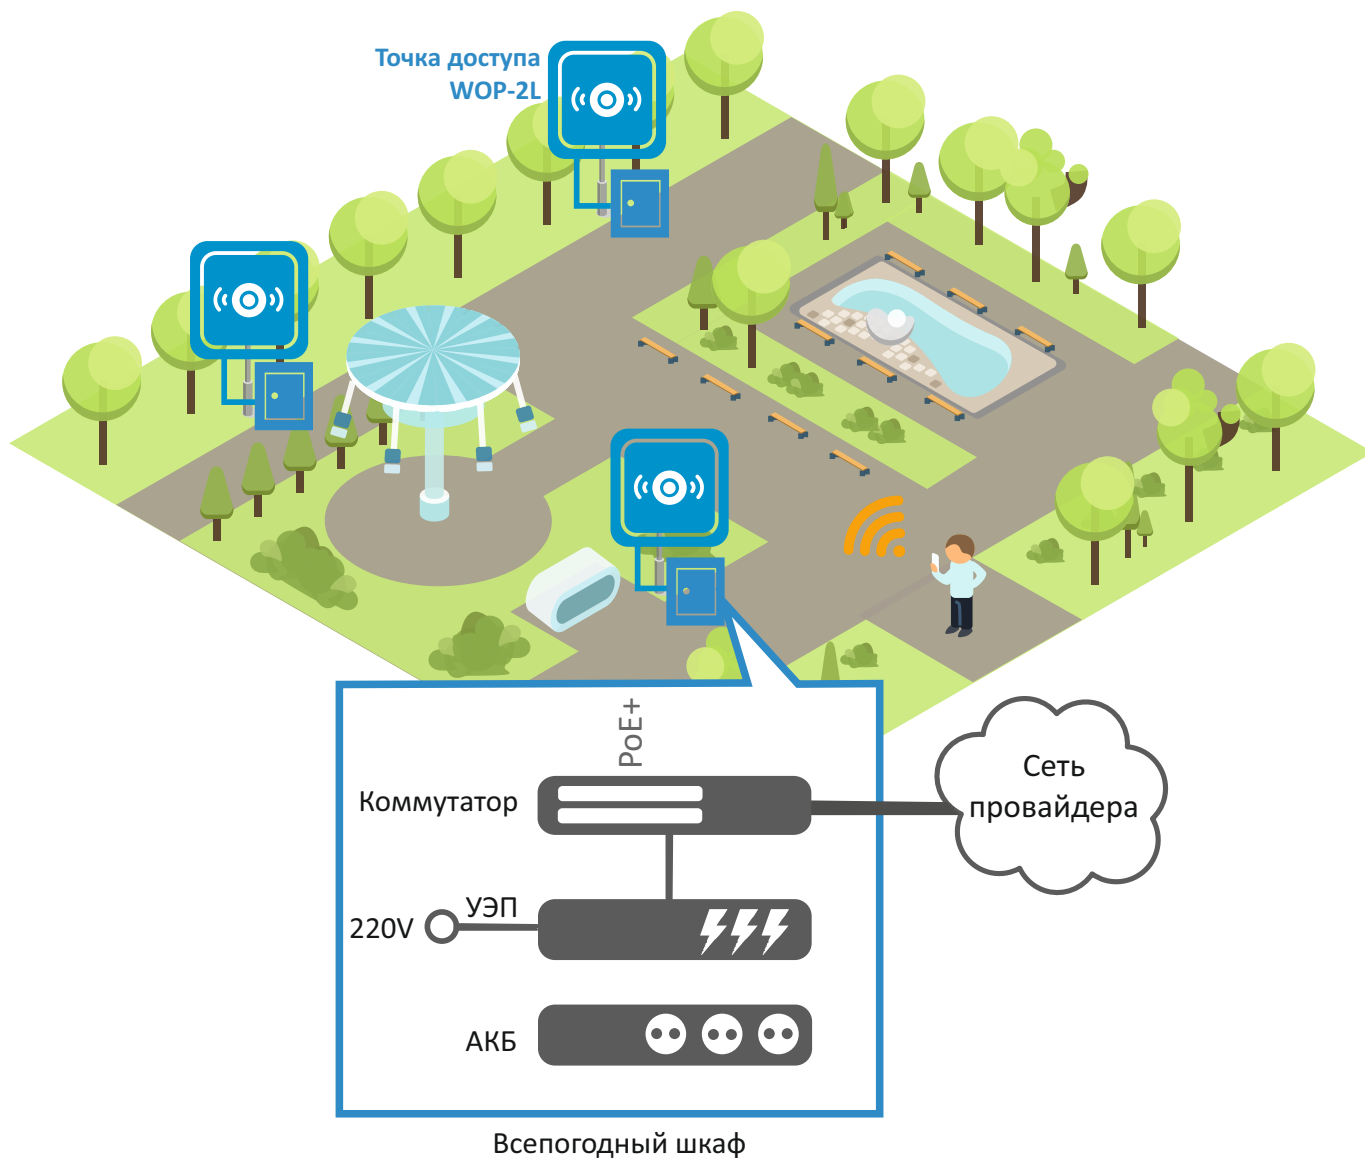 Точка доступа
WOP-2L
PoE+
Коммутатор
Сеть
провайдера
УЭП
220V
АКБ
Всепогодный шкаф